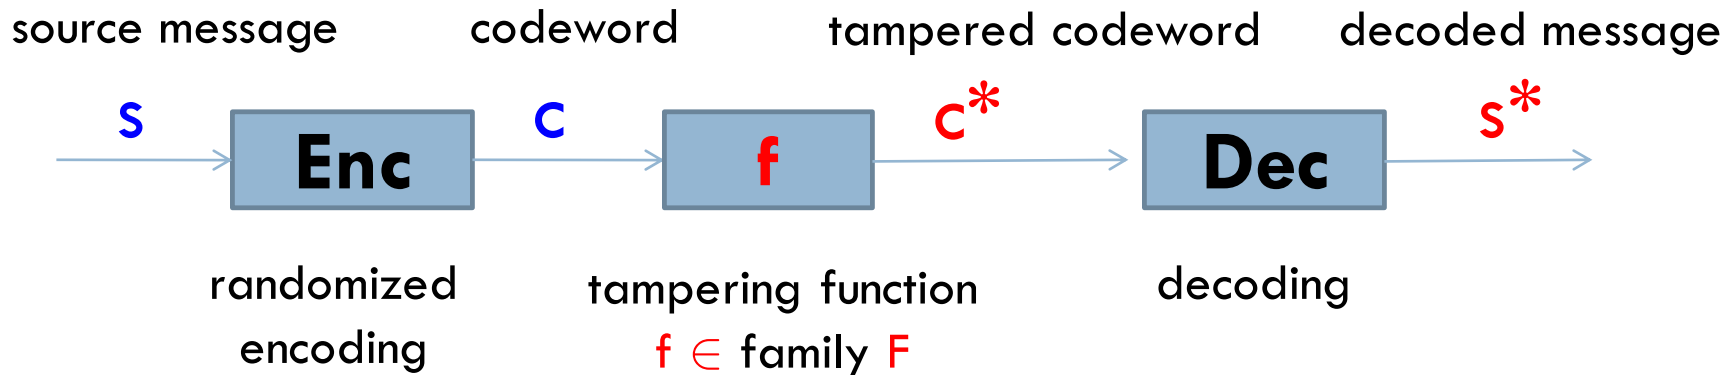 source message codeword tampered codeword decoded message
s c c* s*
Enc f Dec
randomized tampering function decoding
encoding f ∈ family F